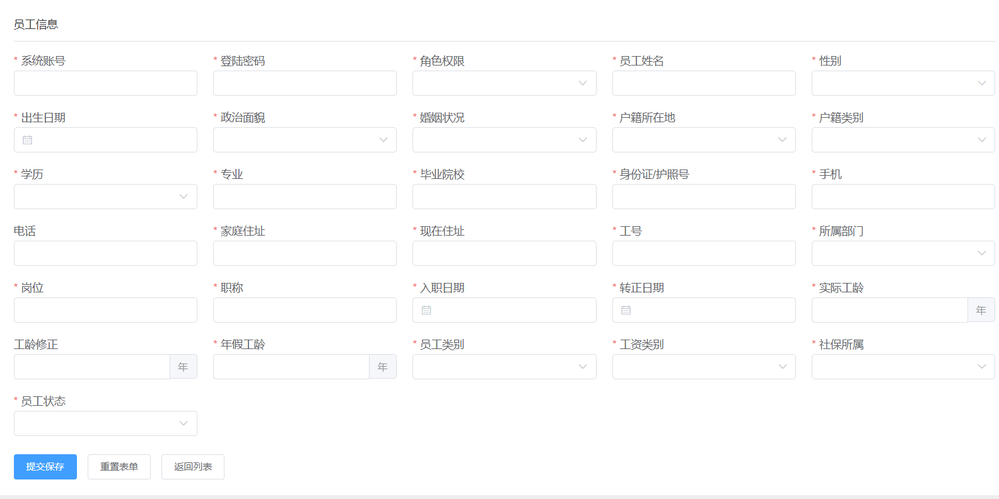 员工信息
* 系统账号 * 登陆密码 * 角色权限 * 员工姓名 * 性别
* 出生日期 * 政治面貌 * 婚姻状况 * 户籍所在地 * 户籍类别
* 学历 * 专业 * 毕业院校 * 身份证/护照号 * 手机
电话 * 家庭住址 * 现在住址 * 工号 * 所属部门
* 岗位 * 职称 * 入职日期 * 转正日期 * 实际工龄
年
工龄修正 * 年假工龄 * 员工类别 * 工资类别 * 社保所属
年 年
* 员工状态
提交保存 重置表单 返回列表